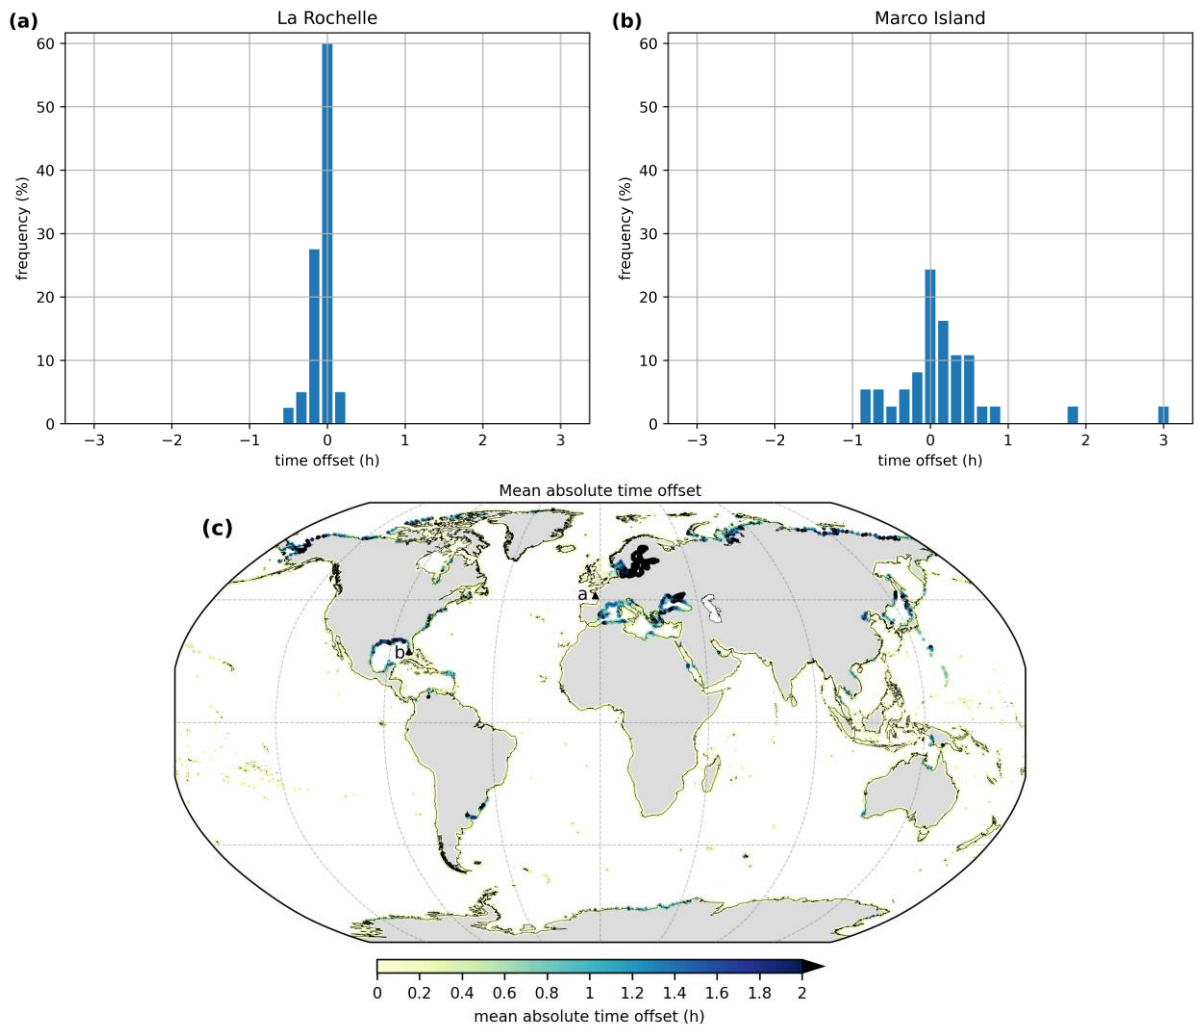 (a)
La Rochelle
60
50
40
30
20
10
0
frequency (%)
−3 −2 −1 0 1 2 3
time offset (h)
(b)
Marco Island
60
50
40
30
20
10
0
frequency (%)
−3 −2 −1 0 1 2 3
time offset (h)
Mean absolute time offset
(c)
a
b
0 0.2 0.4 0.6 0.8 1 1.2 1.4 1.6 1.8 2
mean absolute time offset (h)